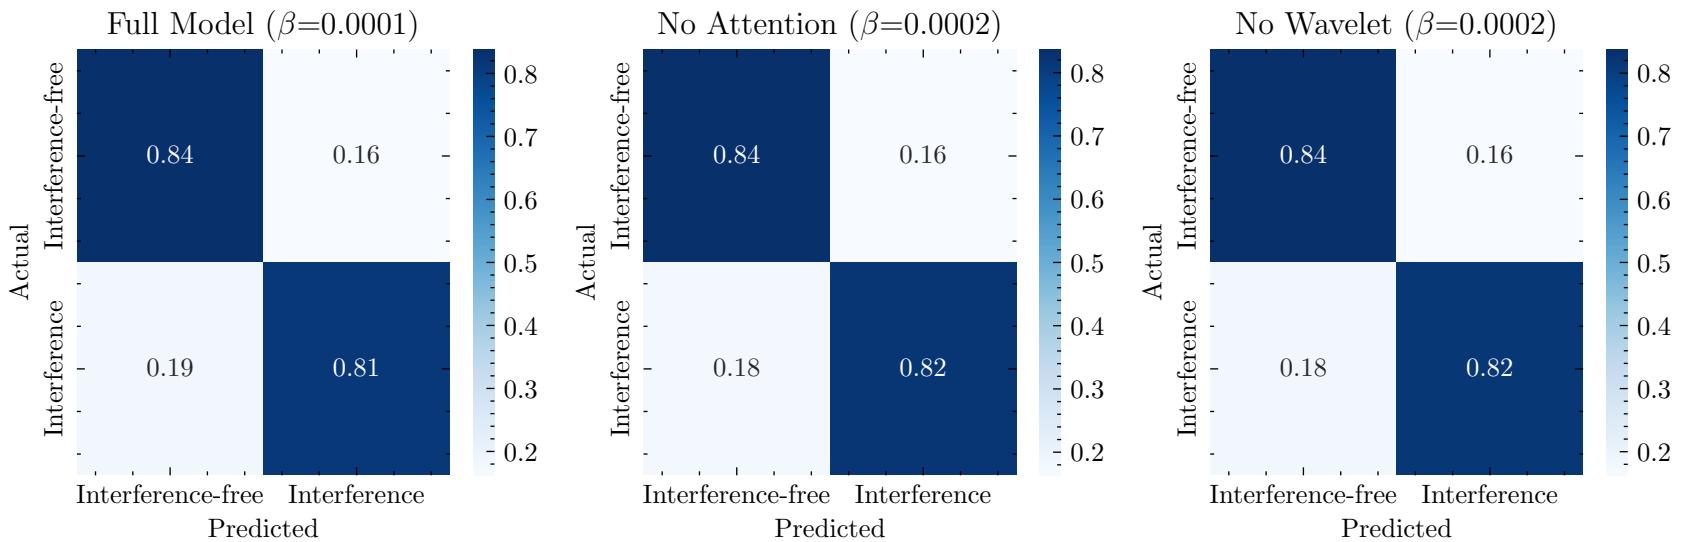 Full Model (β=0.0001)
Actual
Interference-free
Interference
0.84
0.16
0.19
0.81
Interference-free
Interference
Predicted
0.8
0.7
0.6
0.5
0.4
0.3
0.2
No Attention (β=0.0002)
Actual
Interference-free
Interference
0.84
0.16
0.18
0.82
Interference-free
Interference
Predicted
0.8
0.7
0.6
0.5
0.4
0.3
0.2
No Wavelet (β=0.0002)
Actual
Interference-free
Interference
0.84
0.16
0.18
0.82
Interference-free
Interference
Predicted
0.8
0.7
0.6
0.5
0.4
0.3
0.2